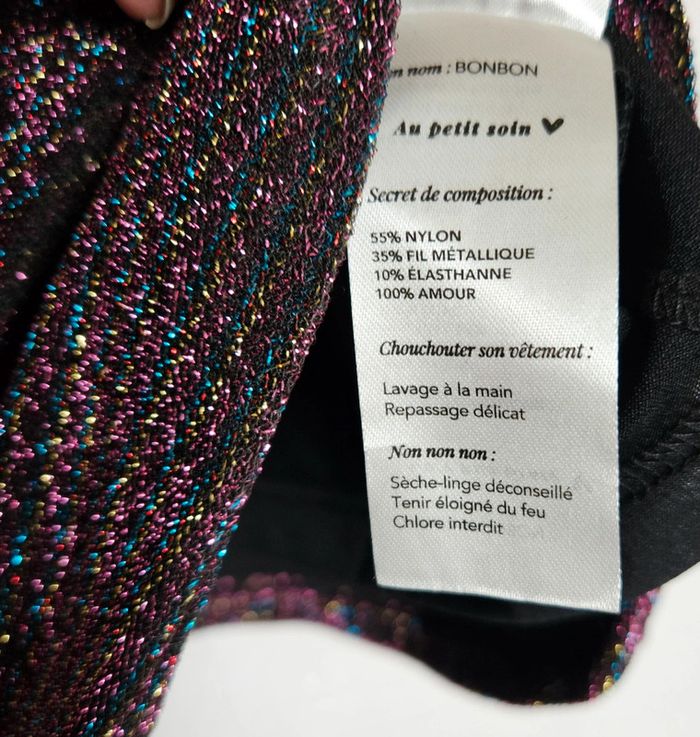 nom : BONBON
Au petit soin
Secret de composition :
55% NYLON
35% FIL MÉTALLIQUE
10% ÉLASTHANNE
100% AMOUR
Chouchouter son vêtement :
Lavage à la main
Repassage délicat
Non non non :
Sèche-linge déconseillé
Tenir éloigné du feu
Chlore interdit